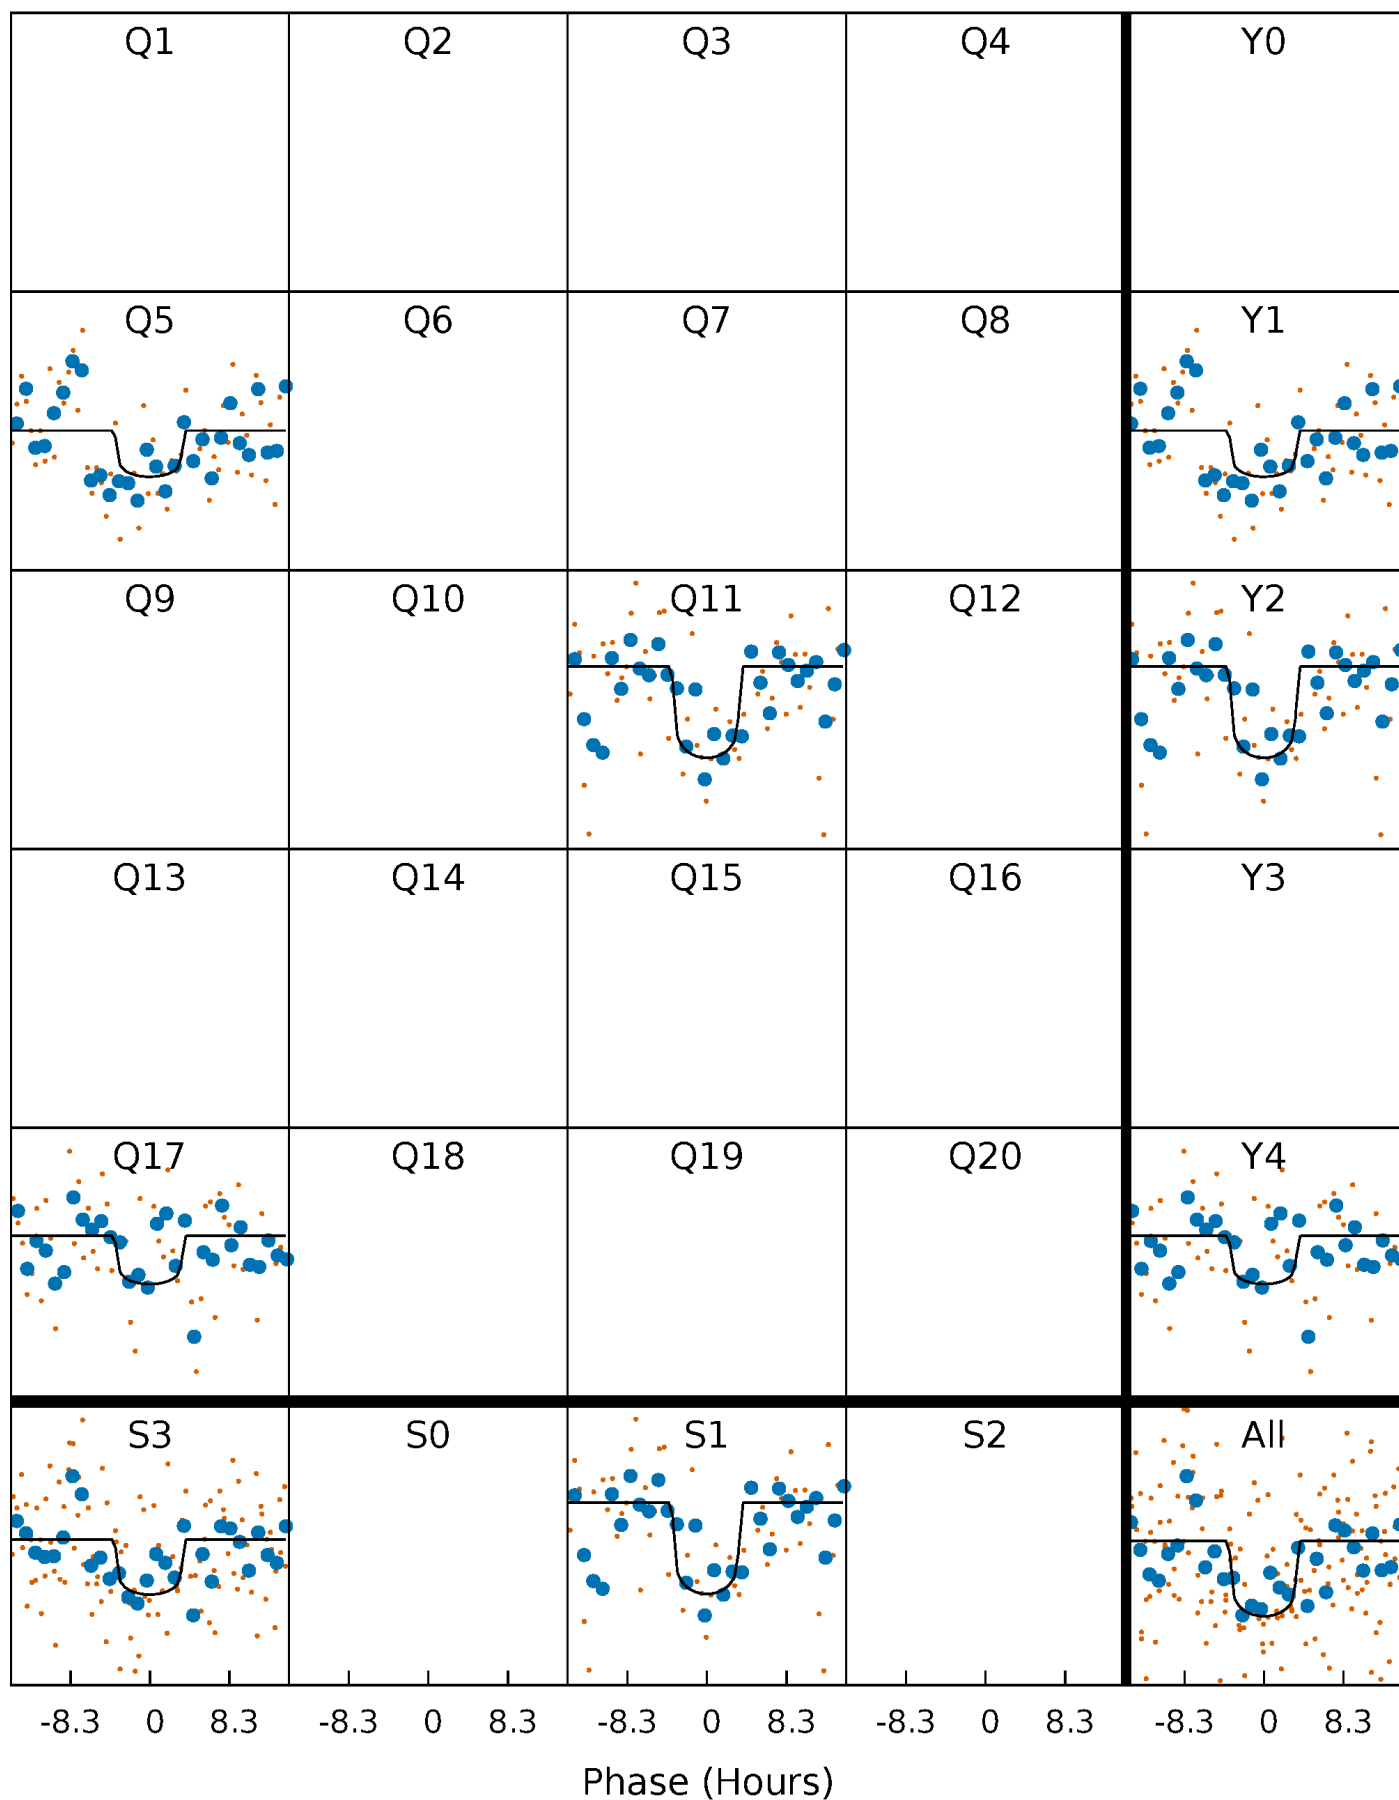 Q1 Q2 Q3 Q4 Y0
Q5 Q6 Q7 Q8 Y1
Q9 Q10 Q11 Q12 Y2
Q13 Q14 Q15 Q16 Y3
Q17 Q18 Q19 Q20 Y4
S3 S0 S1 S2 All
-8.3 0 8.3 -8.3 0 8.3 -8.3 0 8.3 -8.3 0 8.3 -8.3 0 8.3
Phase (Hours)